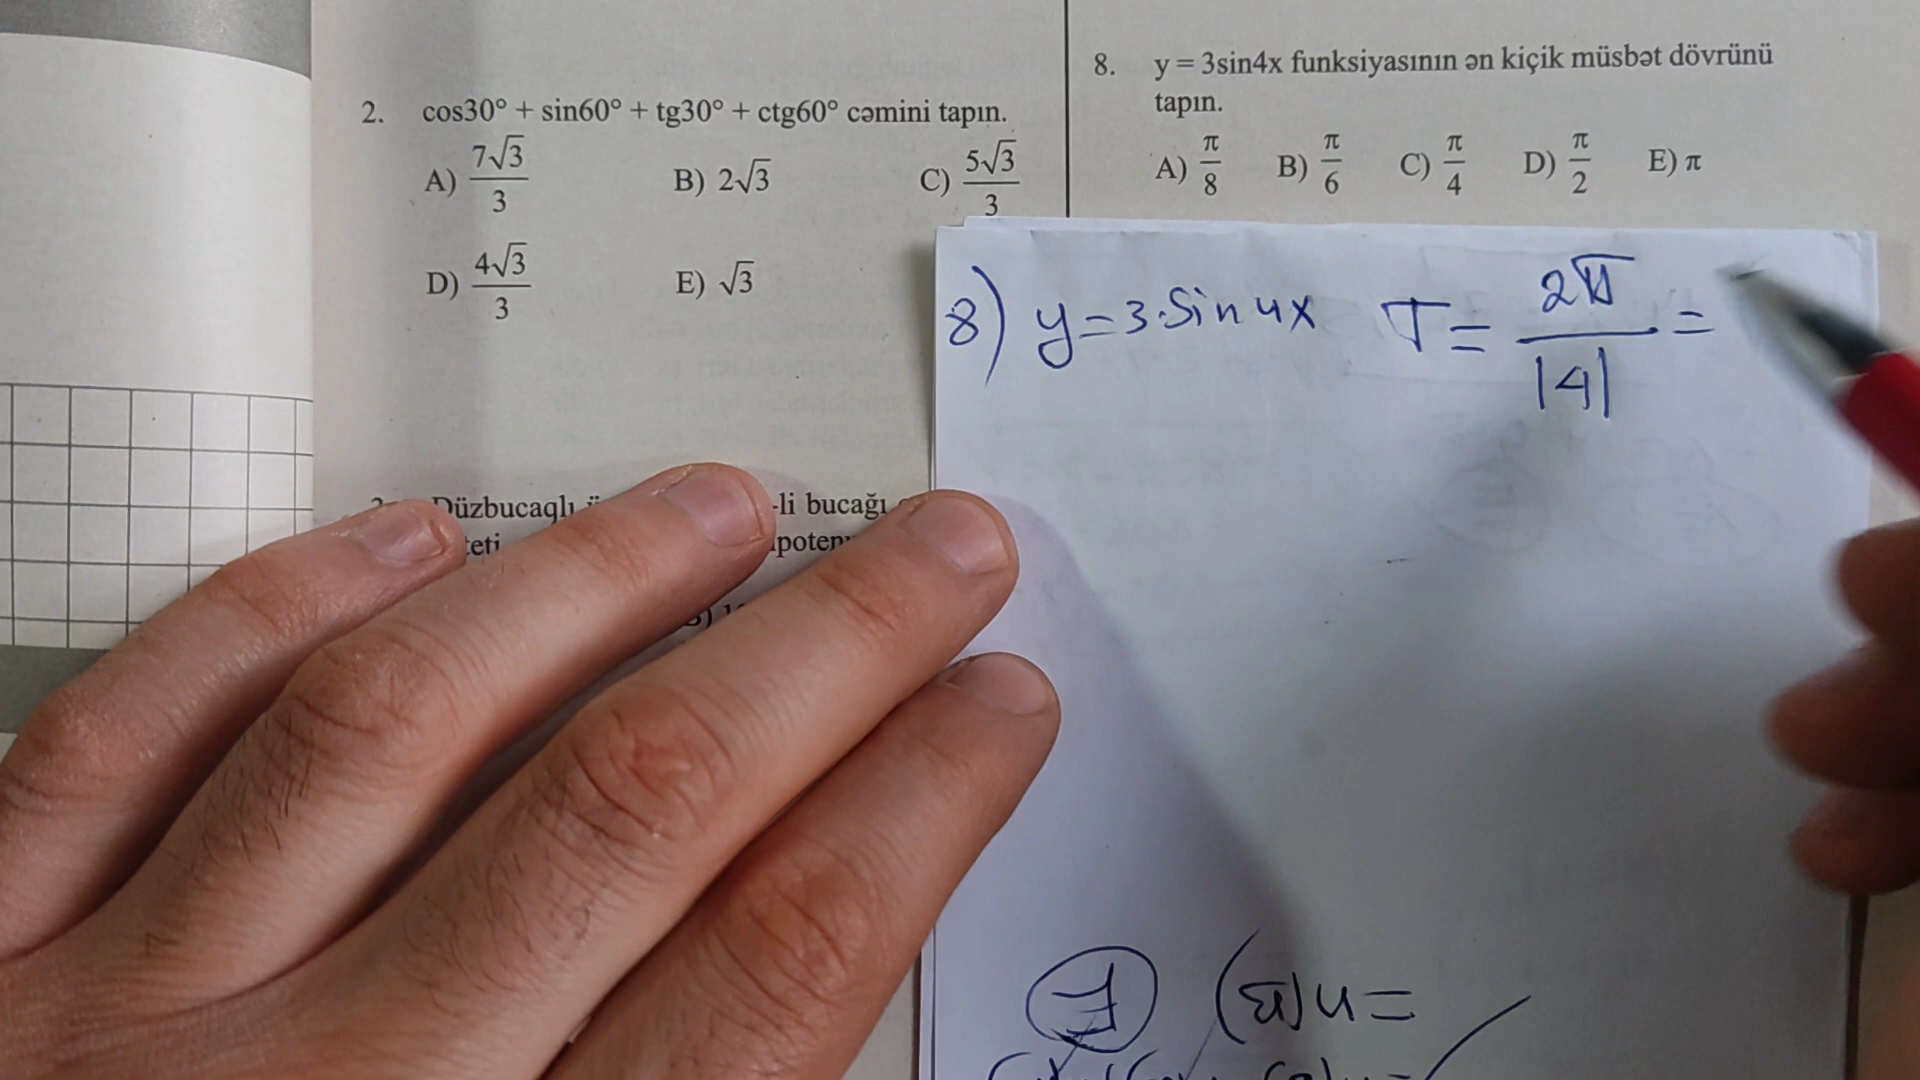 2. cos30° + sin60° + tg30° + ctg60° cəmini tapın.
A) 7√3/3 B) 2√3 C) 5√3/3
D) 4√3/3 E) √3
Düzbucaqlı -li bucağı
8. y = 3sin4x funksiyasının ən kiçik müsbət dövrünü
tapın.
A) π/8 B) π/6 C) π/4 D) π/2 E) π
8) y=3·Sin4x T= 2π/|4| =